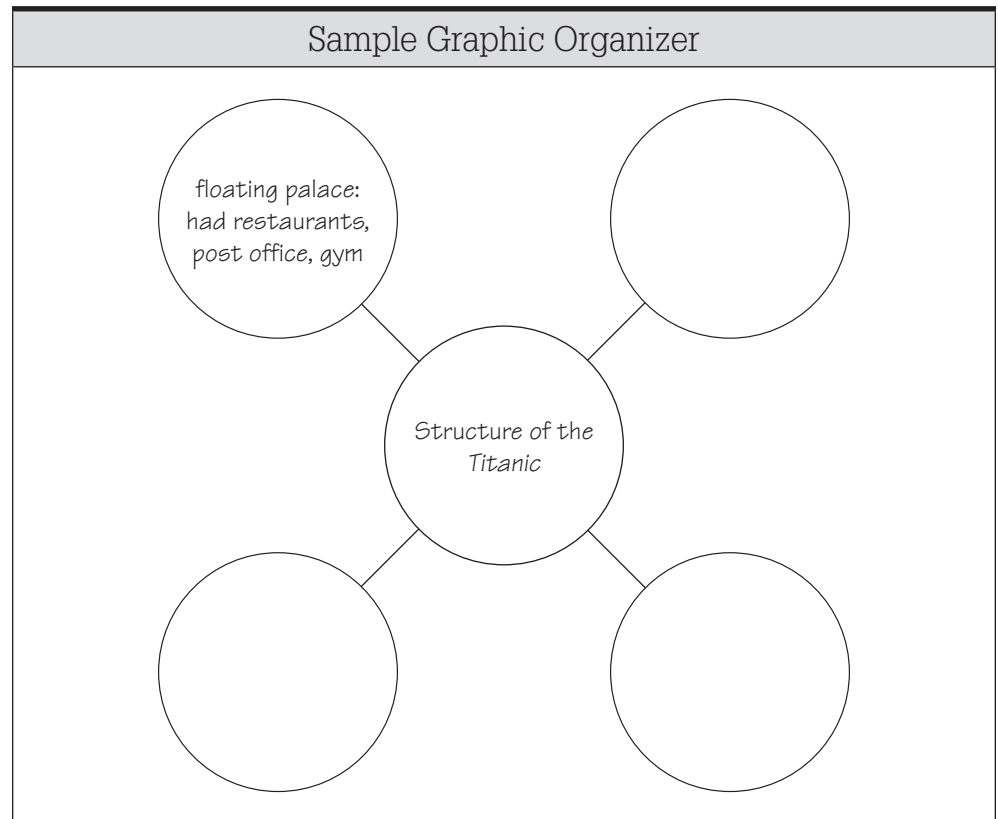 Sample Graphic Organizer
floating palace:
had restaurants,
post office, gym
Structure of the
Titanic